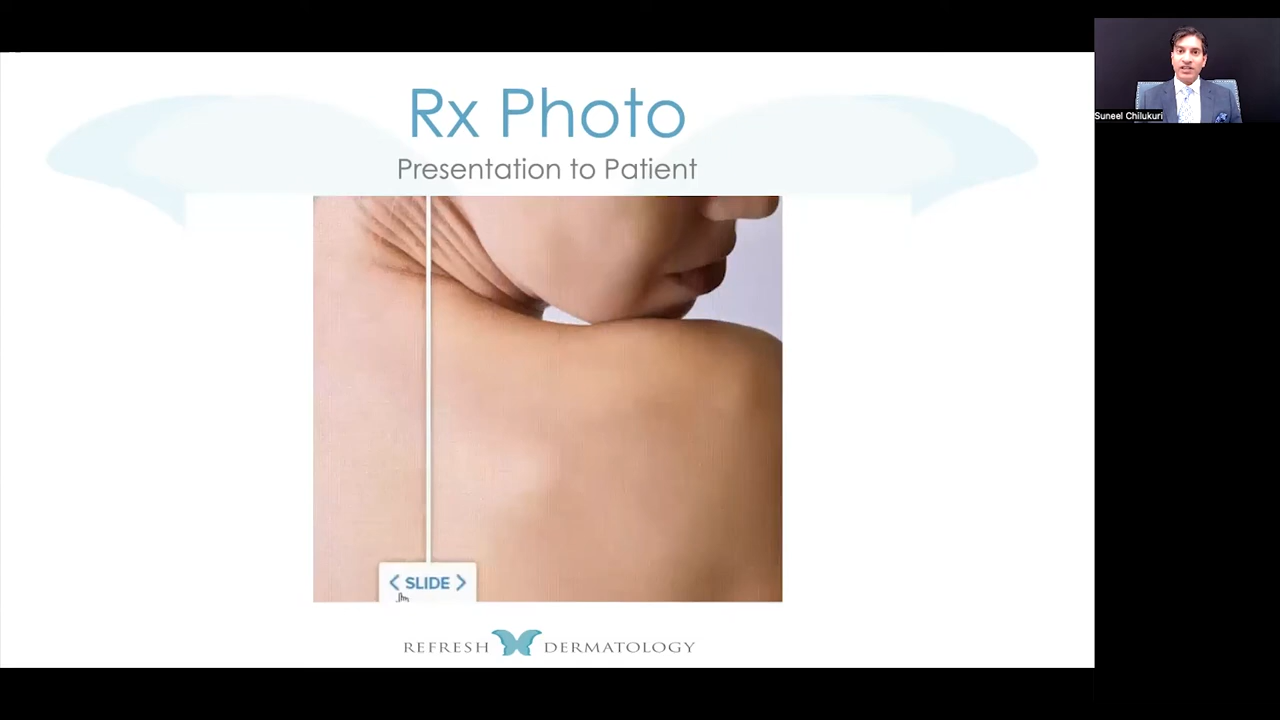 Rx Photo
Presentation to Patient
Suneel Chilukuri
< SLIDE >
REFRESH DERMATOLOGY